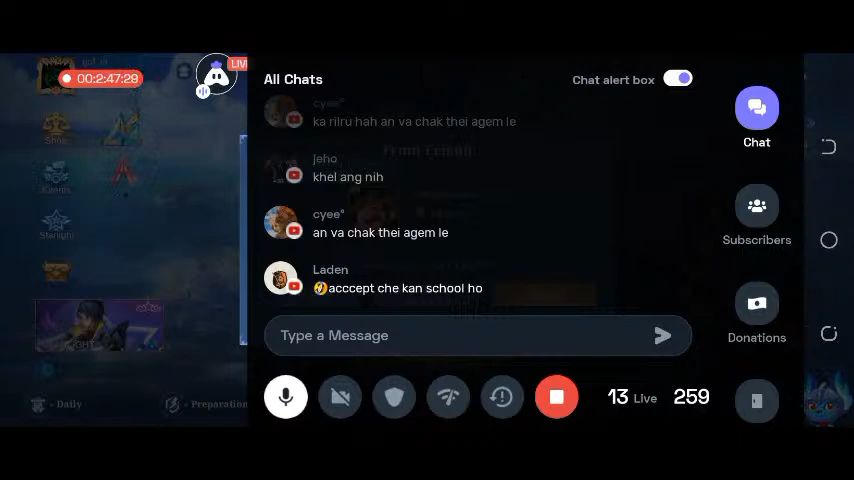 00:2:47:29
LIVE
All Chats
Chat alert box
cyee°
ka rilru hah an va chak thei agem le
jeho
khel ang nih
cyee°
an va chak thei agem le
Laden
🤣acccept che kan school ho
Type a Message
13 Live 259
Chat
Subscribers
Donations
Starlight
- Daily
- Preparation